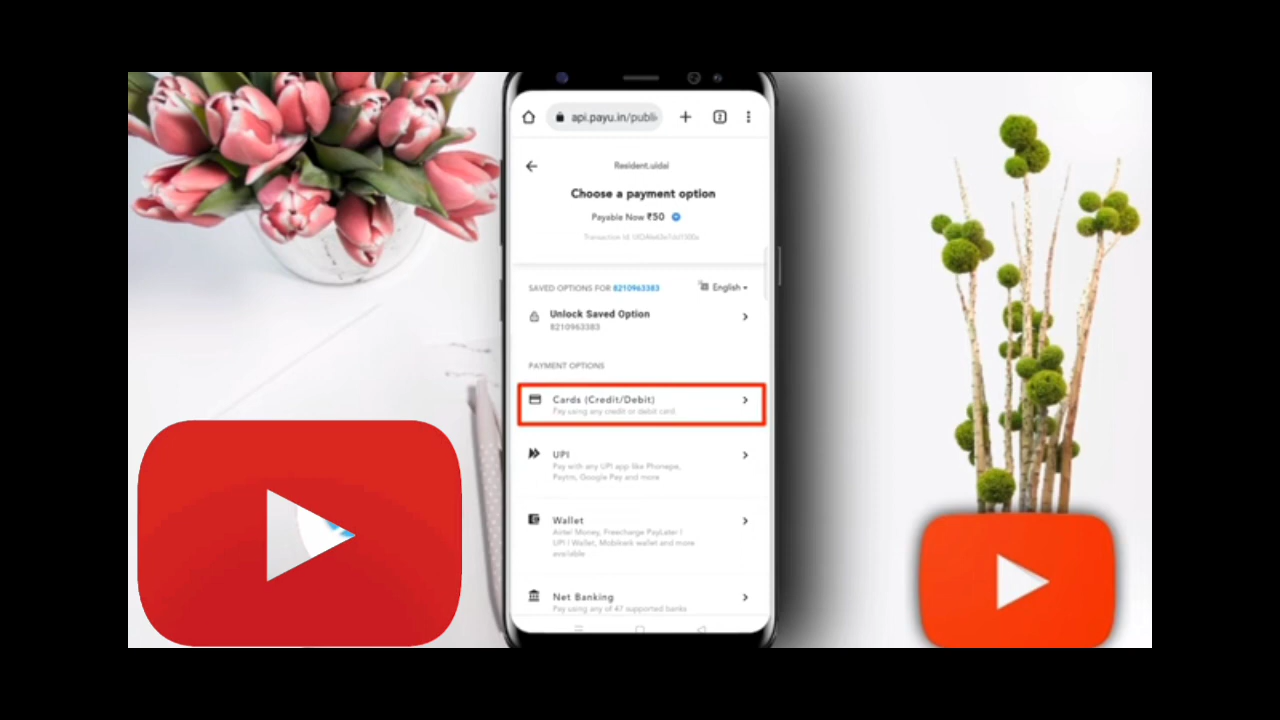 api.payu.in/publi
2
Resident.uidai
Choose a payment option
Payable Now ₹50
Transaction Id:
SAVED OPTIONS FOR 8210963383
English
Unlock Saved Option
8210963383
PAYMENT OPTIONS
Cards (Credit/Debit)
Pay using any credit or debit card.
UPI
Pay with any UPI app like Phonepe,
Paytm, Google Pay and more
Wallet
Airtel Money, Freecharge PayLater |
UPI | Wallet, Mobikwik wallet and more
available
Net Banking
Pay using any of 47 supported banks